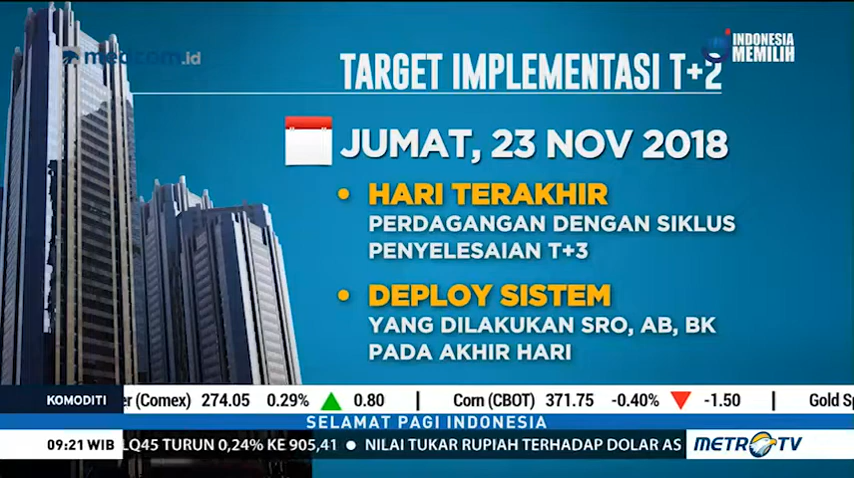 medcom.id
INDONESIA
MEMILIH
TARGET IMPLEMENTASI T+2
JUMAT, 23 NOV 2018
• HARI TERAKHIR
PERDAGANGAN DENGAN SIKLUS
PENYELESAIAN T+3
• DEPLOY SISTEM
YANG DILAKUKAN SRO, AB, BK
PADA AKHIR HARI
KOMODITI er (Comex) 274.05 0.29% ▲ 0.80 | Corn (CBOT) 371.75 -0.40% ▼ -1.50 | Gold Sp
SELAMAT PAGI INDONESIA
09:21 WIB LQ45 TURUN 0,24% KE 905,41 ● NILAI TUKAR RUPIAH TERHADAP DOLAR AS METRO TV